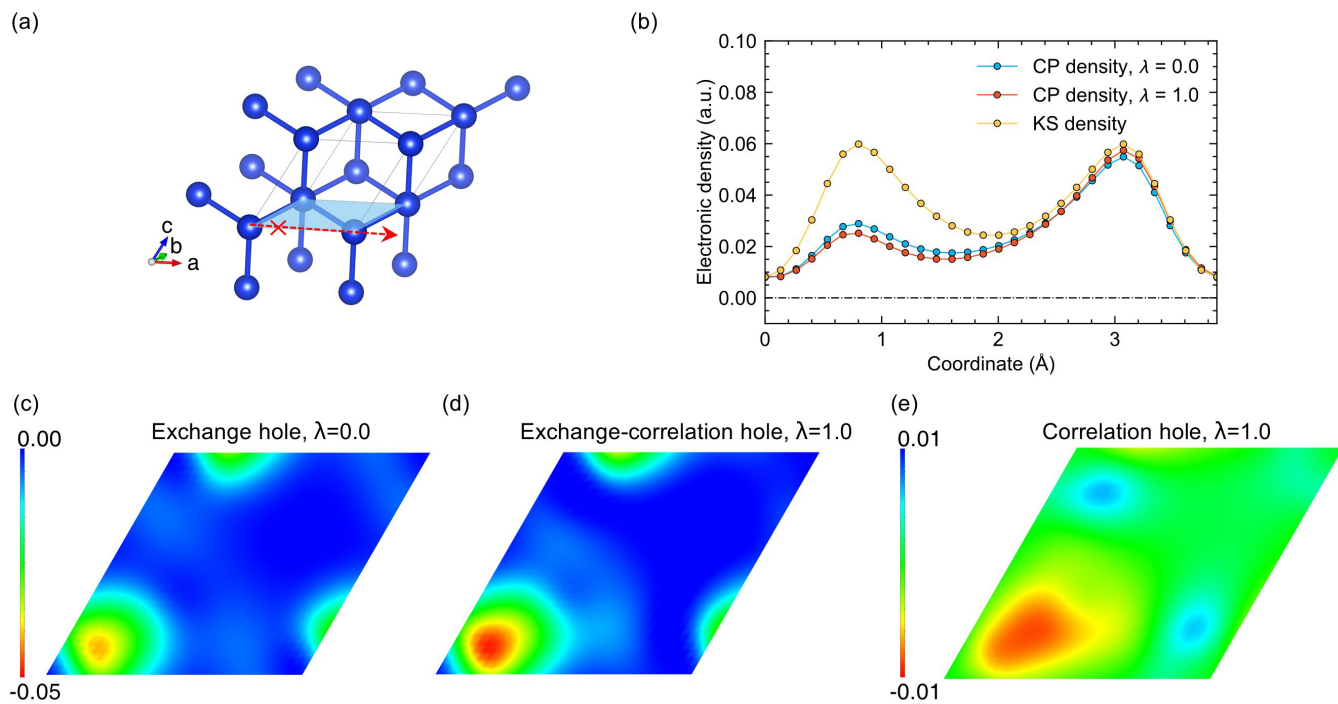 (a)
c
b
a
(b)
0.10
0.08
0.06
0.04
0.02
0.00
Electronic density (a.u.)
CP density, λ = 0.0
CP density, λ = 1.0
KS density
0 1 2 3
Coordinate (Å)
(c)
Exchange hole, λ=0.0
0.00
-0.05
(d)
Exchange-correlation hole, λ=1.0
(e)
Correlation hole, λ=1.0
0.01
-0.01